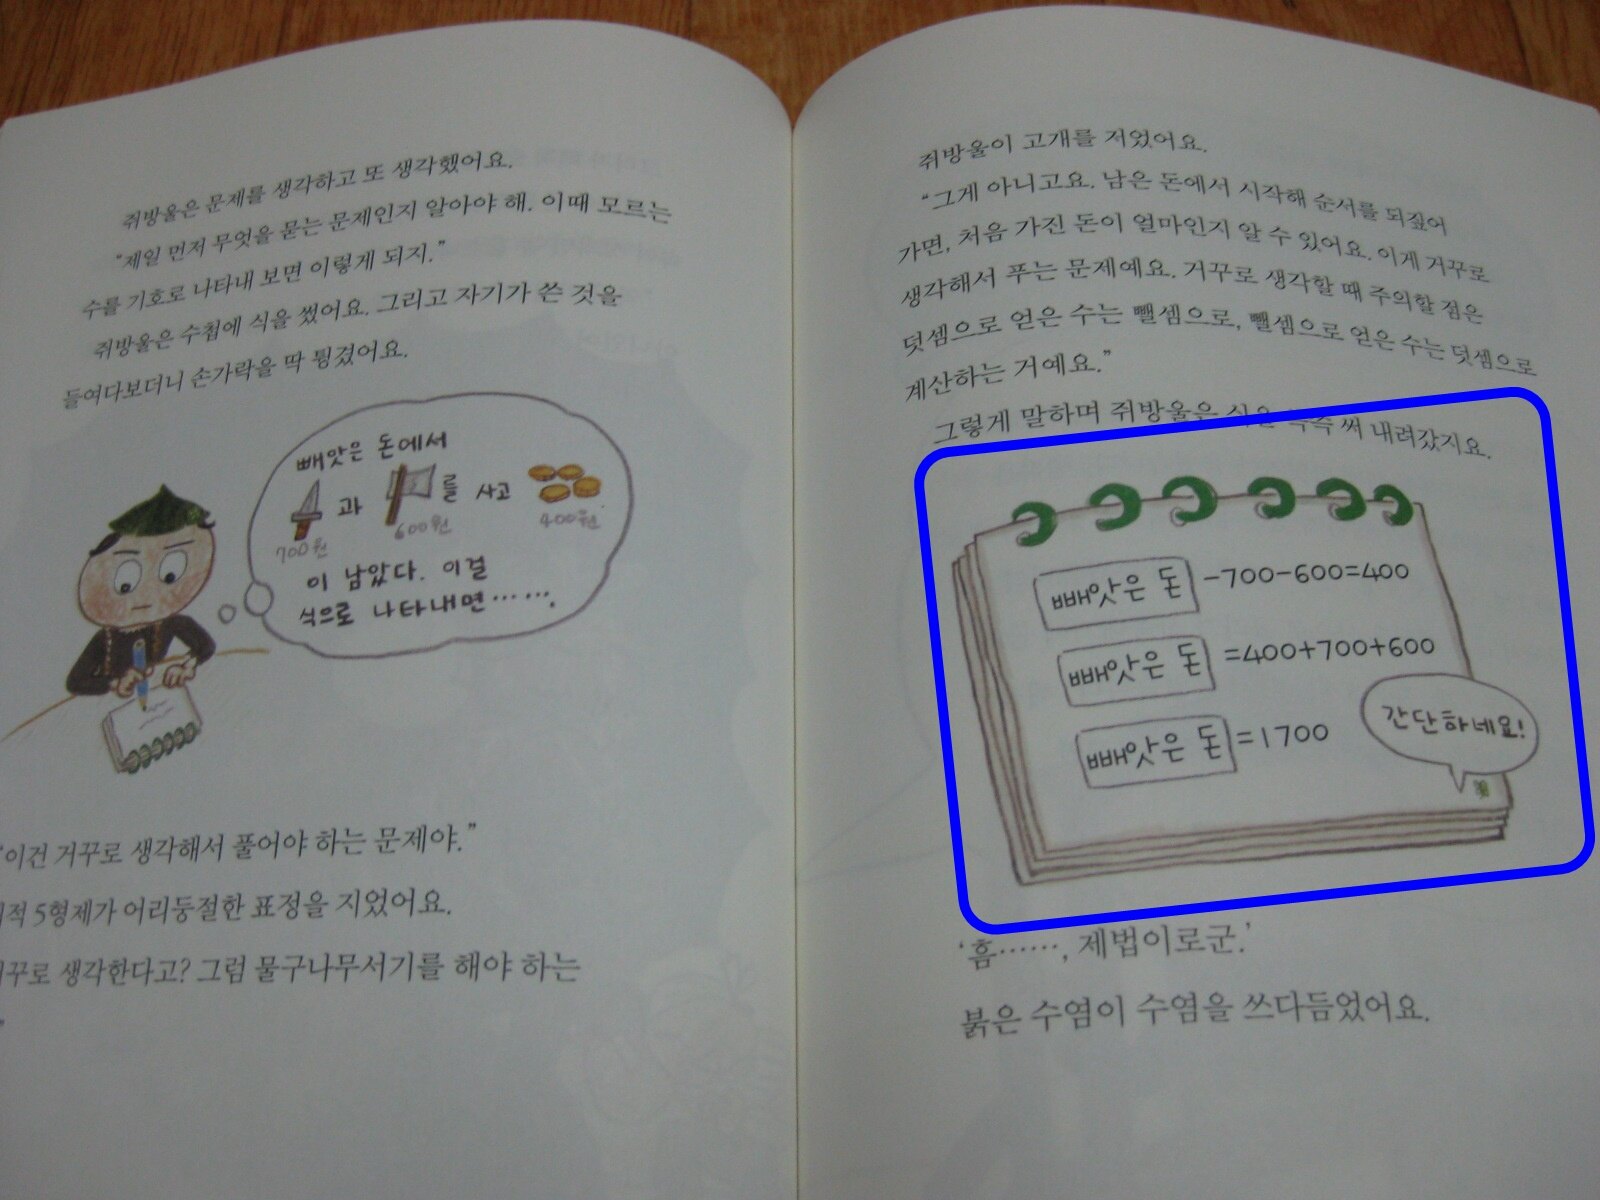 쥐방울은 문제를 생각하고 또 생각했어요.
“제일 먼저 무엇을 묻는 문제인지 알아야 해. 이때 모르는
수를 기호로 나타내 보면 이렇게 되지.”
쥐방울은 수첩에 식을 썼어요. 그리고 자기가 쓴 것을
들여다보더니 손가락을 딱 튕겼어요.
빼앗은 돈에서
과 를 사고
700원 600원 400원
이 남았다. 이걸
식으로 나타내면…….
“이건 거꾸로 생각해서 풀어야 하는 문제야.”
적 5형제가 어리둥절한 표정을 지었어요.
꾸로 생각한다고? 그럼 물구나무서기를 해야 하는
쥐방울이 고개를 저었어요.
“그게 아니고요. 남은 돈에서 시작해 순서를 되짚어
가면, 처음 가진 돈이 얼마인지 알 수 있어요. 이게 거꾸로
생각해서 푸는 문제예요. 거꾸로 생각할 때 주의할 점은
덧셈으로 얻은 수는 뺄셈으로, 뺄셈으로 얻은 수는 덧셈으로
계산하는 거예요.”
그렇게 말하며 쥐방울은 식을 써 내려갔지요.
빼앗은 돈 -700-600=400
빼앗은 돈 =400+700+600
빼앗은 돈 =1700
간단하네요!
‘흠……, 제법이로군.’
붉은 수염이 수염을 쓰다듬었어요.